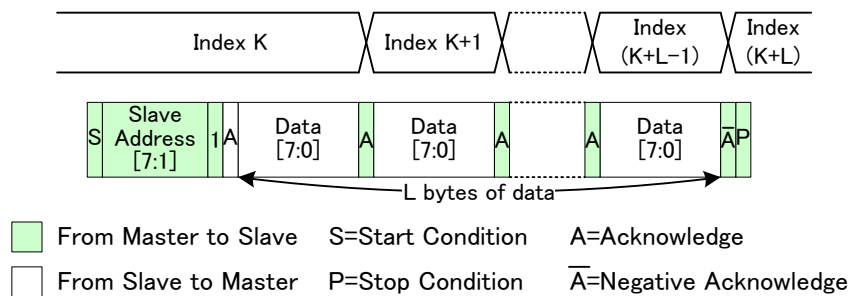 Index K Index K+1 Index (K+L-1) Index (K+L)
S Slave Address [7:1] 1 A Data [7:0] A Data [7:0] A A Data [7:0] A̅ P
L bytes of data
From Master to Slave S=Start Condition A=Acknowledge
From Slave to Master P=Stop Condition A̅=Negative Acknowledge